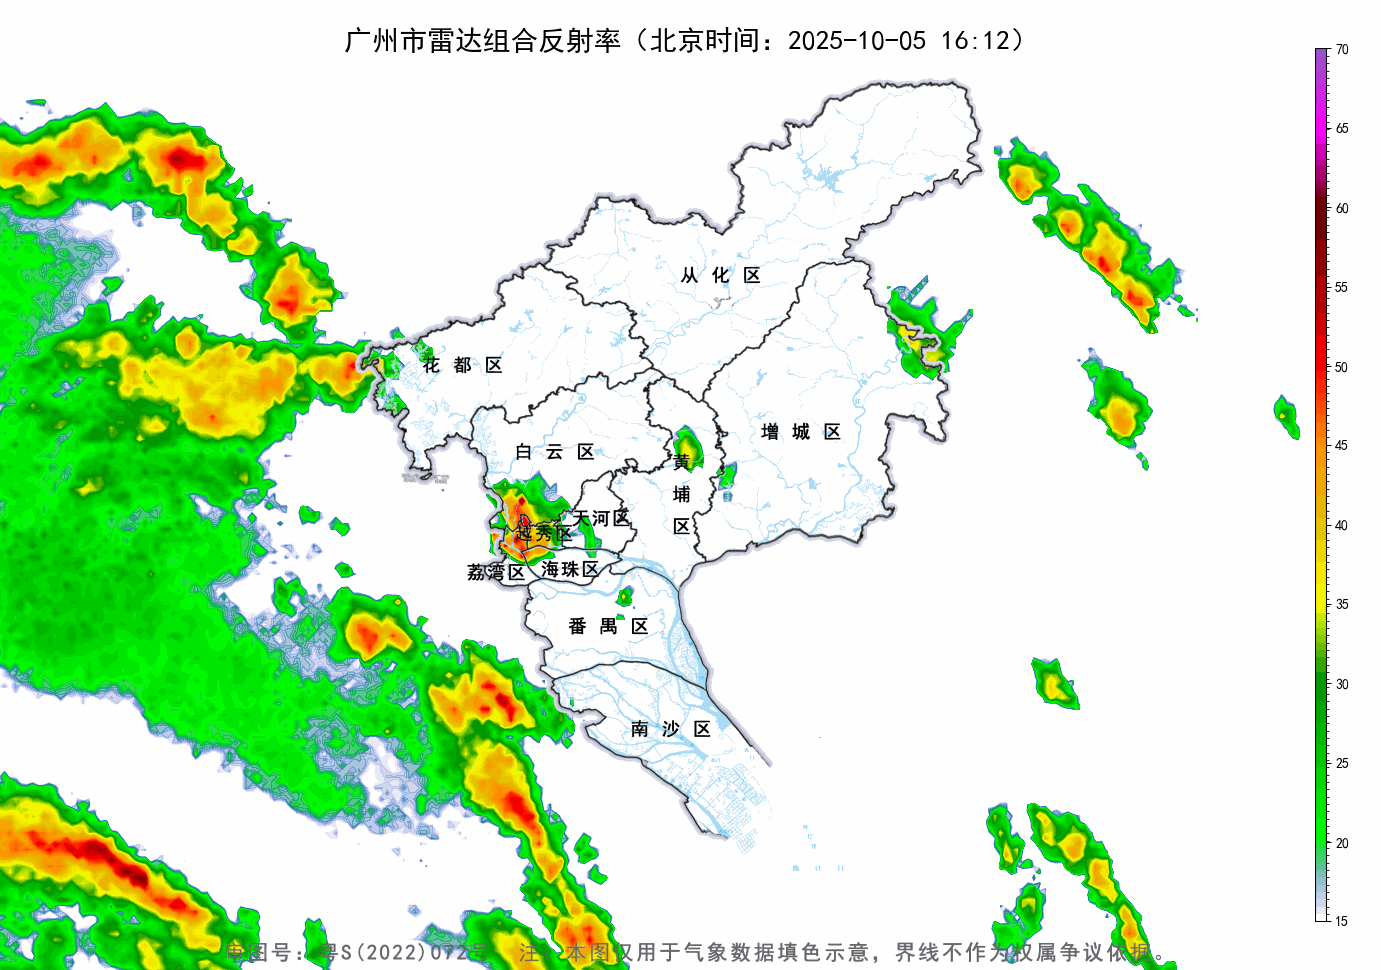 广州市雷达组合反射率（北京时间：2025-10-05 16:12）
70
65
60
55
50
45
40
35
30
25
20
15
从化区
花都区
增城区
白云区
黄埔区
天河区
越秀区
海珠区
荔湾区
番禺区
南沙区
审图号：粤S(2022)072号 注：本图仅用于气象数据填色示意，界线不作为权属争议依据。